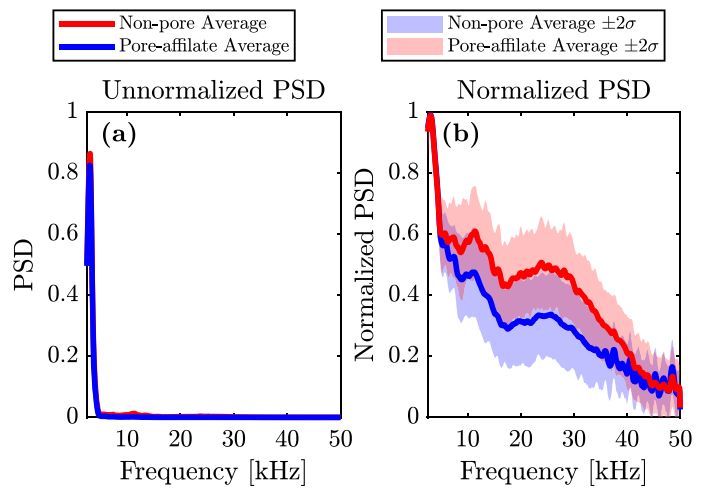 Non-pore Average
Pore-affilate Average
Non-pore Average ±2σ
Pore-affilate Average ±2σ
Unnormalized PSD
(a)
PSD
1
0.8
0.6
0.4
0.2
0
10 20 30 40 50
Frequency [kHz]
Normalized PSD
(b)
Normalized PSD
1
0.8
0.6
0.4
0.2
0
10 20 30 40 50
Frequency [kHz]